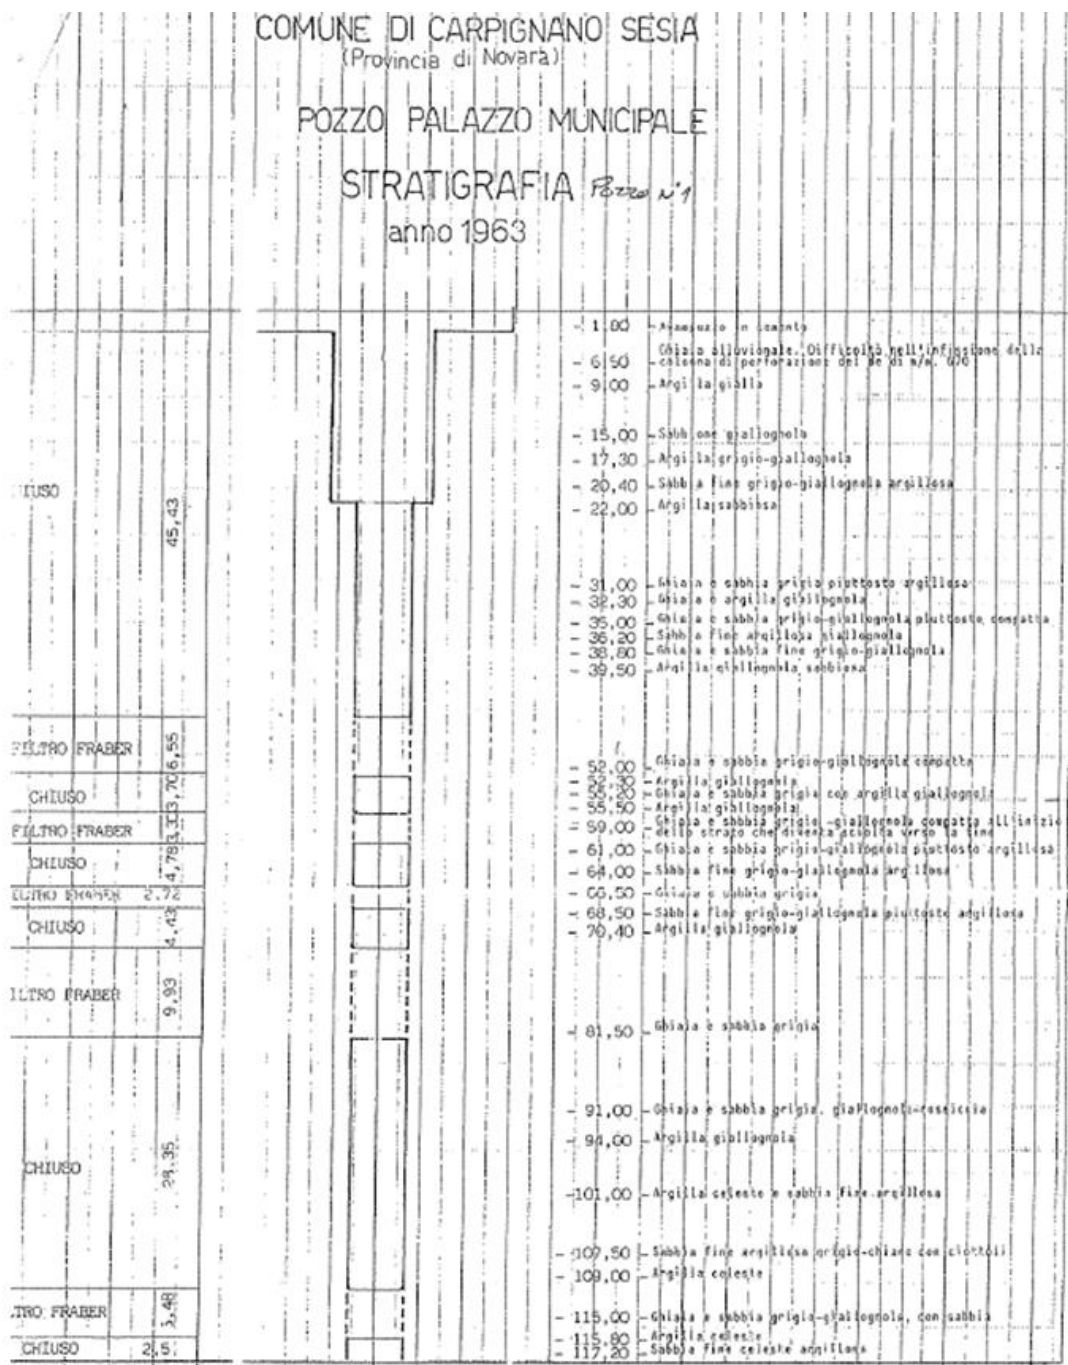 COMUNE DI CARPIGNANO SESIA
(Provincia di Novara)
POZZO PALAZZO MUNICIPALE
STRATIGRAFIA Pozzo N°1
anno 1963
IUSO
45,43
FILTRO FRABER 6,55
CHIUSO 3,70
FILTRO FRABER 3,33
CHIUSO 4,78
ILTRO FRABER 2.72
CHIUSO 4,43
ILTRO FRABER 9,93
CHIUSO 28,35
TRO FRABER 5,48
CHIUSO 2,5
- 1,00 - Avampozzo in cemento
Ghiaia alluvionale. Difficoltà nell'infissione della
- 6,50 - colonna di perforazione del di m/m.
- 9,00 - Argilla gialla
- 15,00 - Sabbione giallognolo
- 17,30 - Argilla grigio-giallognola
- 20,40 - Sabbia fine grigio-giallognola argillosa
- 22,00 - Argilla sabbiosa
- 31,00 - Ghiaia e sabbia grigia piuttosto argillosa
- 32,30 - Ghiaia e argilla giallognola
- 35,00 - Ghiaia e sabbia grigio-giallognola piuttosto compatta
- 36,20 - Sabbia fine argillosa giallognola
- 38,80 - Ghiaia e sabbia fine grigio-giallognola
- 39,50 - Argilla giallognola sabbiosa
- 52,00 - Ghiaia e sabbia grigio-giallognola compatta
- 52,30 - Argilla giallognola
- 55,20 - Ghiaia e sabbia grigia con argilla giallognola
- 55,50 - Argilla giallognola
Ghiaia e sabbia grigio-giallognola compatta all'inizio
- 59,00 - dello strato che diventa sciolta verso la fine
- 61,00 - Ghiaia e sabbia grigio-giallognola piuttosto argillosa
- 64,00 - Sabbia fine grigio-giallognola argillosa
- 66,50 - Ghiaia e sabbia grigia
- 68,50 - Sabbia fine grigio-giallognola piuttosto argillosa
- 70,40 - Argilla giallognola
- 81,50 - Ghiaia e sabbia grigia
- 91,00 - Ghiaia e sabbia grigia, giallognola-rossiccia
- 94,00 - Argilla giallognola
- 101,00 - Argilla celeste e sabbia fine argillosa
- 107,50 - Sabbia fine argillosa grigio-chiaro con ciottoli
- 109,00 - Argilla celeste
- 115,00 - Ghiaia e sabbia grigio-giallognola, con sabbia
- 115,80 - Argilla celeste
- 117,20 - Sabbia fine celeste argillosa